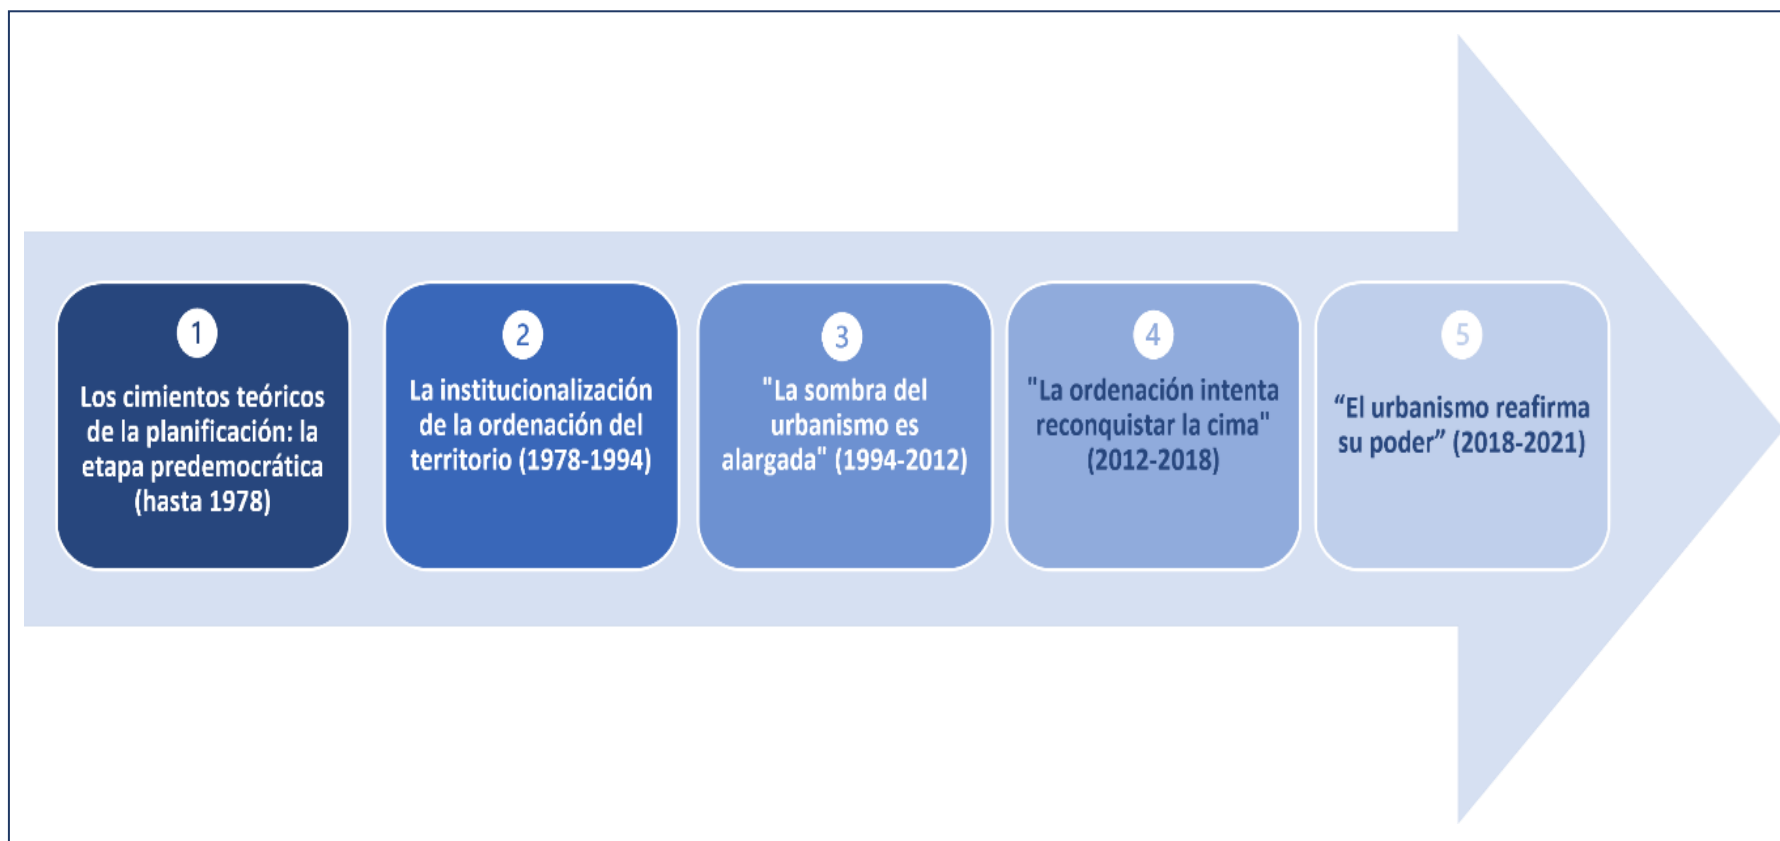 1
Los cimientos teóricos
de la planificación: la
etapa predemocrática
(hasta 1978)
2
La institucionalización
de la ordenación del
territorio (1978-1994)
3
"La sombra del
urbanismo es
alargada" (1994-2012)
4
"La ordenación intenta
reconquistar la cima"
(2012-2018)
5
“El urbanismo reafirma
su poder” (2018-2021)